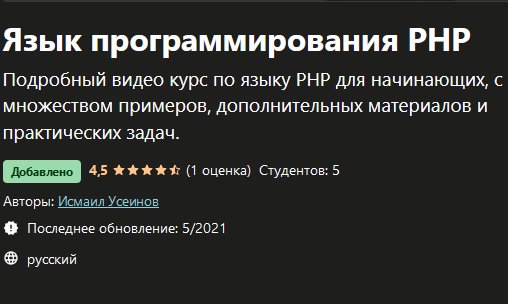 Язык программирования PHP
Подробный видео курс по языку PHP для начинающих, с
множеством примеров, дополнительных материалов и
практических задач.
Добавлено 4,5 (1 оценка) Студентов: 5
Авторы: Исмаил Усеинов
Последнее обновление: 5/2021
русский